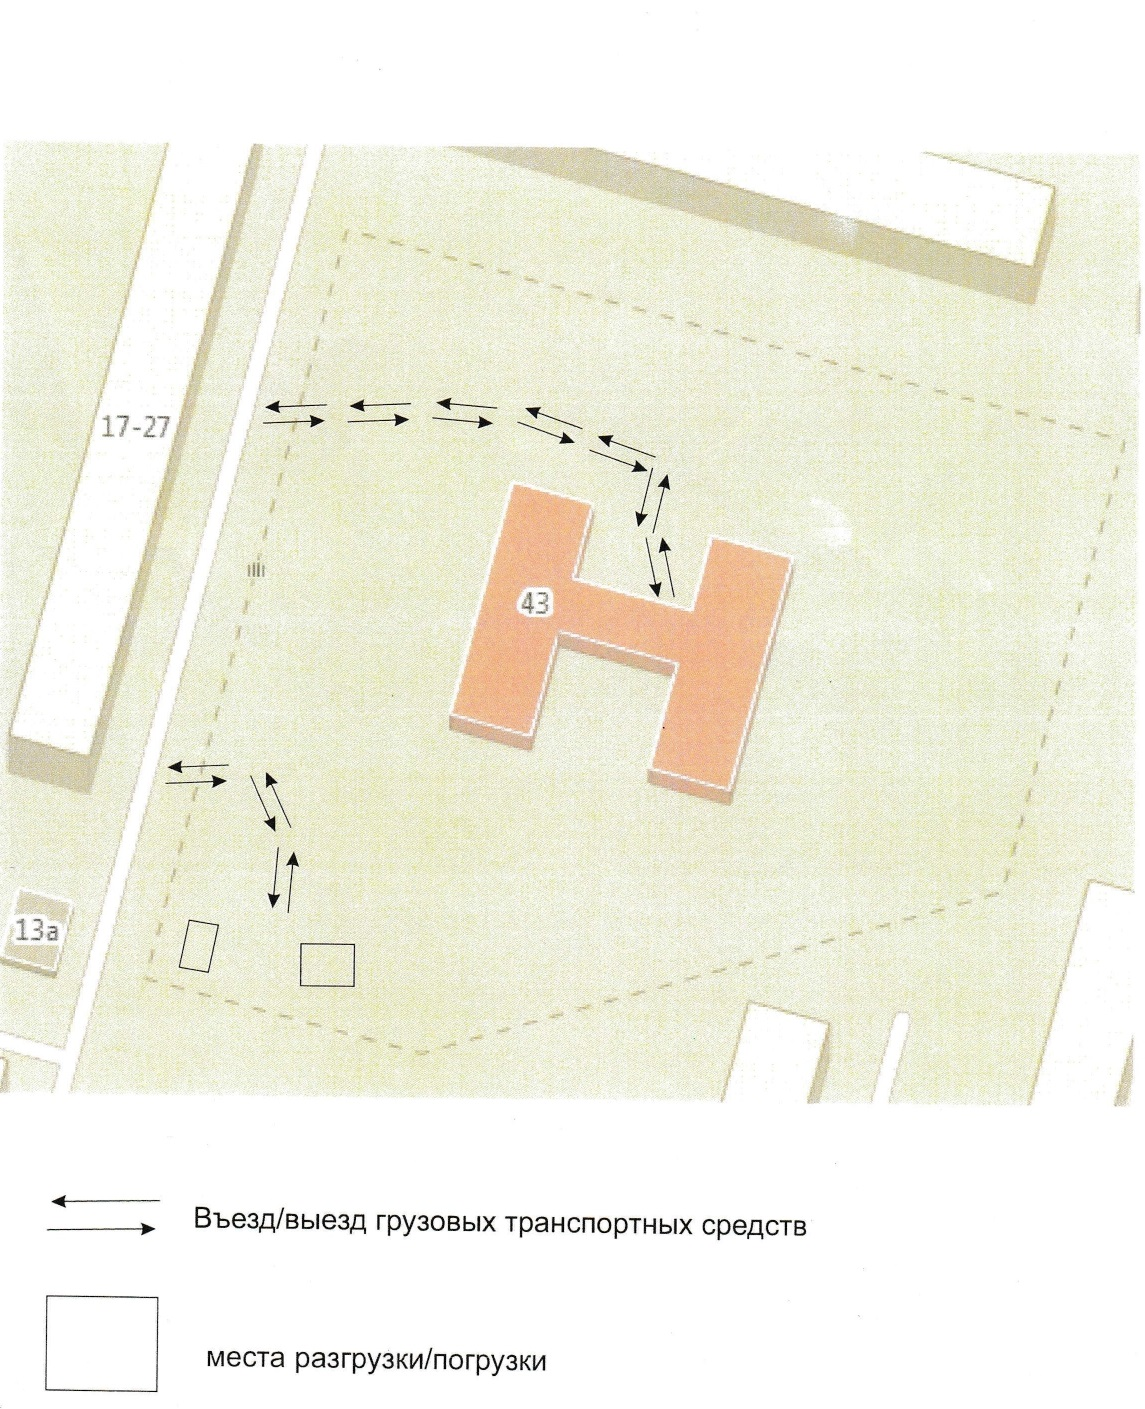 17-27
43
13а
Въезд/выезд грузовых транспортных средств
места разгрузки/погрузки